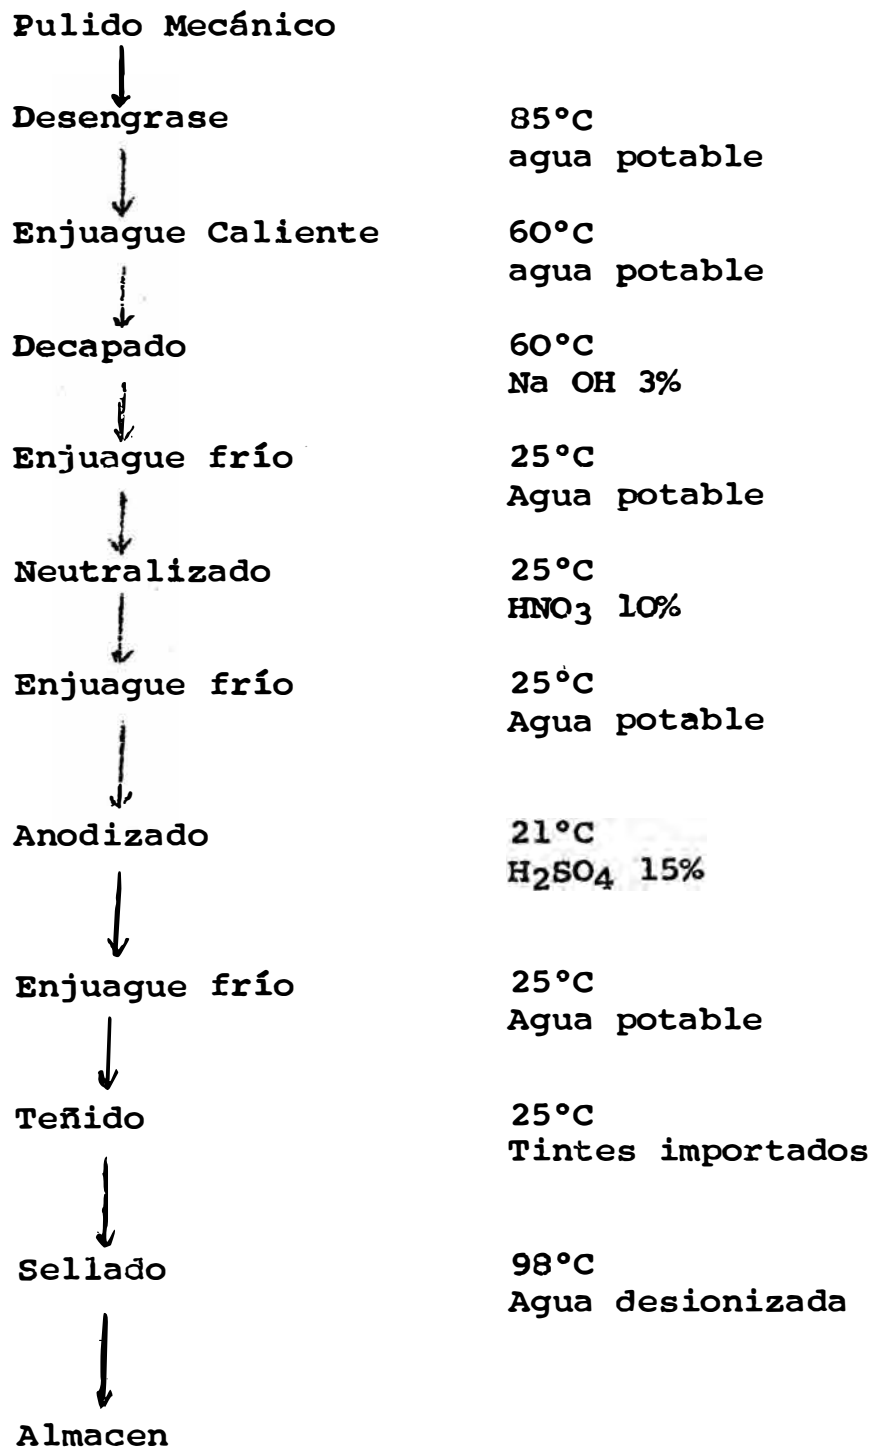 Pulido Mecánico
Desengrase 85°C
agua potable
Enjuague Caliente 60°C
agua potable
Decapado 60°C
Na OH 3%
Enjuague frío 25°C
Agua potable
Neutralizado 25°C
HNO3 10%
Enjuague frío 25°C
Agua potable
Anodizado 21°C
H2SO4 15%
Enjuague frío 25°C
Agua potable
Teñido 25°C
Tintes importados
Sellado 98°C
Agua desionizada
Almacen